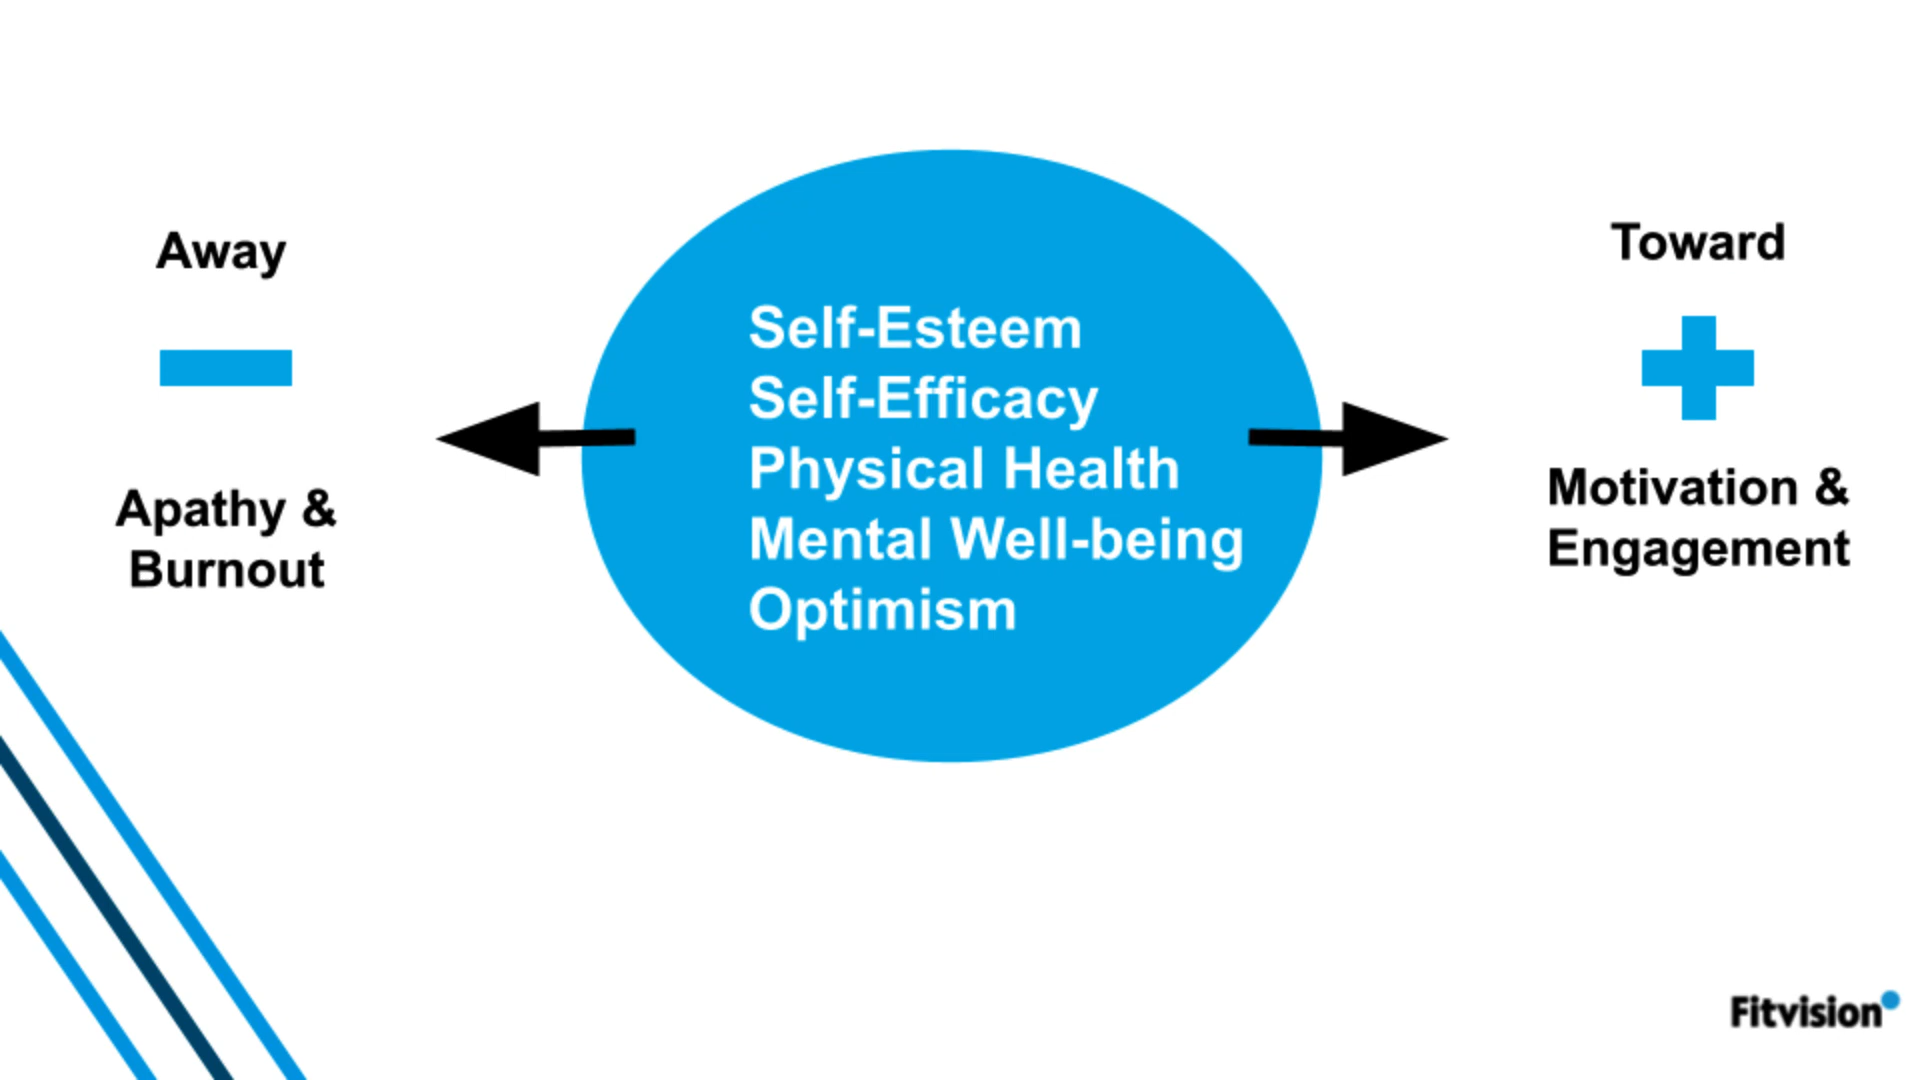 Away
Apathy &
Burnout
Self-Esteem
Self-Efficacy
Physical Health
Mental Well-being
Optimism
Toward
Motivation &
Engagement
Fitvision